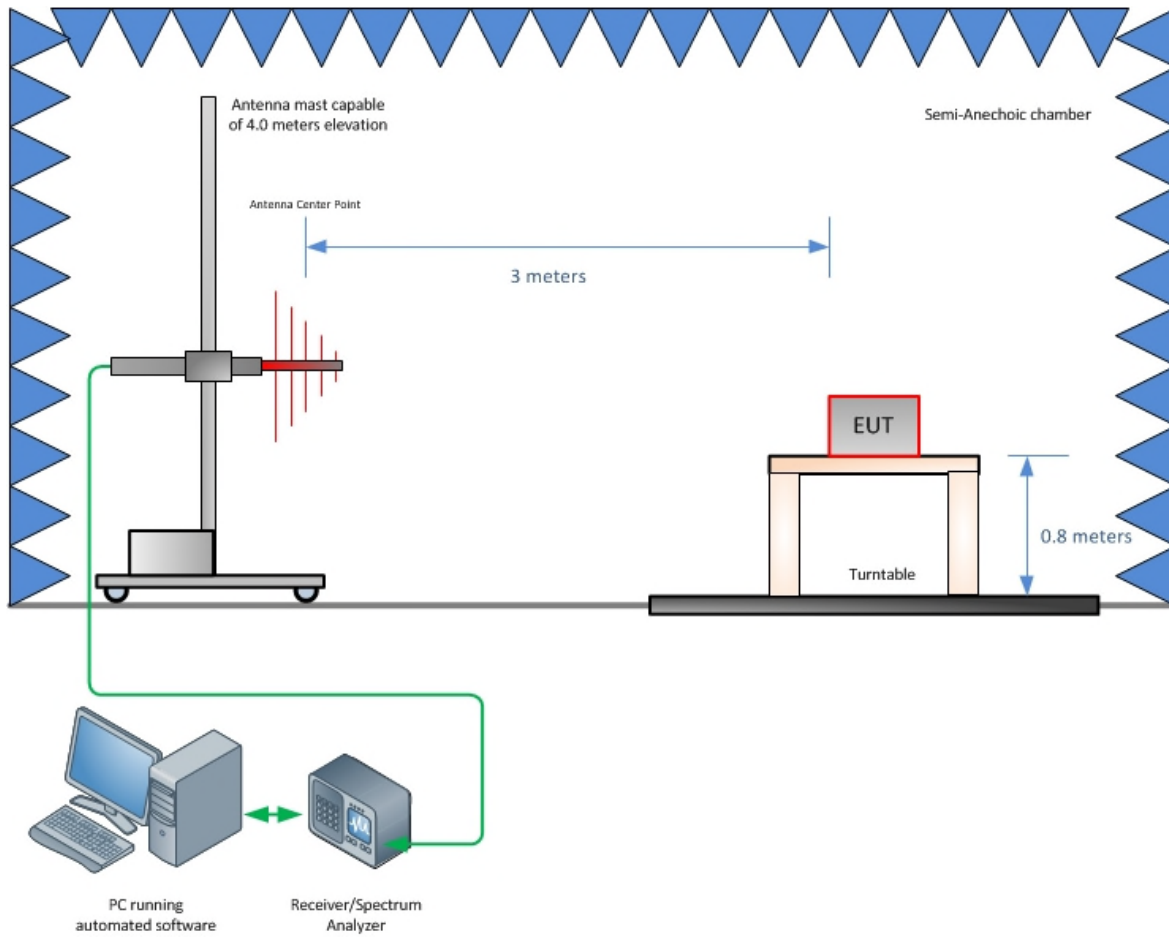 Antenna mast capable
of 4.0 meters elevation
Semi-Anechoic chamber
Antenna Center Point
3 meters
EUT
0.8 meters
Turntable
PC running
automated software
Receiver/Spectrum
Analyzer